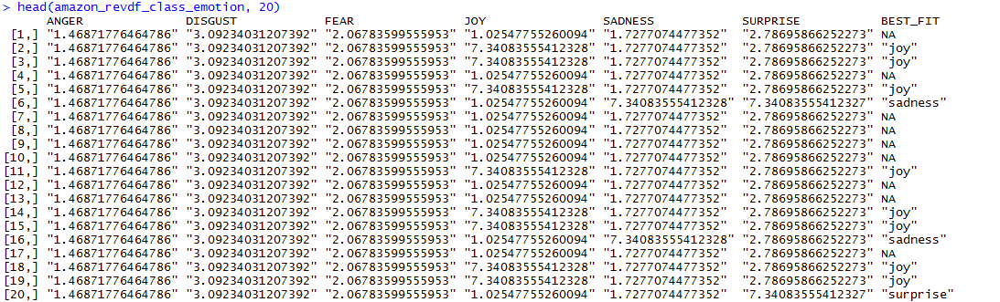 > head(amazon_revdf_class_emotion, 20)
ANGER DISGUST FEAR JOY SADNESS SURPRISE BEST_FIT
[1,] "1.46871776464786" "3.09234031207392" "2.06783599555953" "1.02547755260094" "1.7277074477352" "2.78695866252273" NA
[2,] "1.46871776464786" "3.09234031207392" "2.06783599555953" "7.34083555412328" "1.7277074477352" "2.78695866252273" "joy"
[3,] "1.46871776464786" "3.09234031207392" "2.06783599555953" "7.34083555412328" "1.7277074477352" "2.78695866252273" "joy"
[4,] "1.46871776464786" "3.09234031207392" "2.06783599555953" "1.02547755260094" "1.7277074477352" "2.78695866252273" NA
[5,] "1.46871776464786" "3.09234031207392" "2.06783599555953" "7.34083555412328" "1.7277074477352" "2.78695866252273" "joy"
[6,] "1.46871776464786" "3.09234031207392" "2.06783599555953" "1.02547755260094" "7.34083555412328" "7.34083555412327" "sadness"
[7,] "1.46871776464786" "3.09234031207392" "2.06783599555953" "1.02547755260094" "1.7277074477352" "2.78695866252273" NA
[8,] "1.46871776464786" "3.09234031207392" "2.06783599555953" "1.02547755260094" "1.7277074477352" "2.78695866252273" NA
[9,] "1.46871776464786" "3.09234031207392" "2.06783599555953" "1.02547755260094" "1.7277074477352" "2.78695866252273" NA
[10,] "1.46871776464786" "3.09234031207392" "2.06783599555953" "1.02547755260094" "1.7277074477352" "2.78695866252273" NA
[11,] "1.46871776464786" "3.09234031207392" "2.06783599555953" "7.34083555412328" "1.7277074477352" "2.78695866252273" "joy"
[12,] "1.46871776464786" "3.09234031207392" "2.06783599555953" "1.02547755260094" "1.7277074477352" "2.78695866252273" NA
[13,] "1.46871776464786" "3.09234031207392" "2.06783599555953" "1.02547755260094" "1.7277074477352" "2.78695866252273" NA
[14,] "1.46871776464786" "3.09234031207392" "2.06783599555953" "7.34083555412328" "1.7277074477352" "2.78695866252273" "joy"
[15,] "1.46871776464786" "3.09234031207392" "2.06783599555953" "7.34083555412328" "1.7277074477352" "2.78695866252273" "joy"
[16,] "1.46871776464786" "3.09234031207392" "2.06783599555953" "1.02547755260094" "7.34083555412328" "2.78695866252273" "sadness"
[17,] "1.46871776464786" "3.09234031207392" "2.06783599555953" "1.02547755260094" "1.7277074477352" "2.78695866252273" NA
[18,] "1.46871776464786" "3.09234031207392" "2.06783599555953" "7.34083555412328" "1.7277074477352" "2.78695866252273" "joy"
[19,] "1.46871776464786" "3.09234031207392" "2.06783599555953" "7.34083555412328" "1.7277074477352" "2.78695866252273" "joy"
[20,] "1.46871776464786" "3.09234031207392" "2.06783599555953" "1.02547755260094" "1.7277074477352" "7.34083555412327" "surprise"